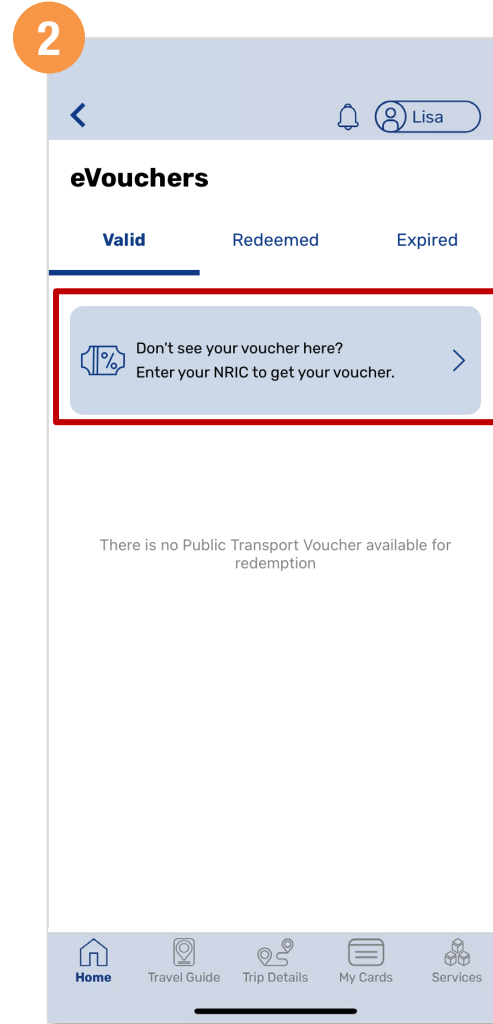 2
Lisa
eVouchers
Valid
Redeemed
Expired
Don't see your voucher here?
Enter your NRIC to get your voucher.
There is no Public Transport Voucher available for
redemption
Home
Travel Guide
Trip Details
My Cards
Services